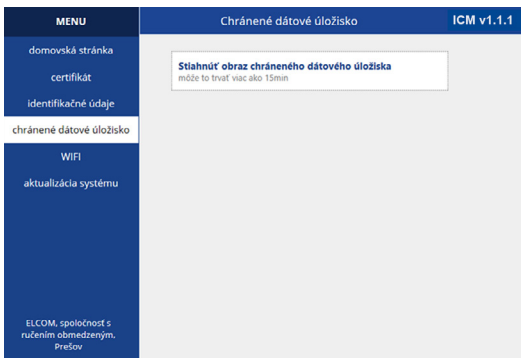 MENU
Chránené dátové úložisko
ICM v1.1.1
domovská stránka
certifikát
identifikačné údaje
chránené dátové úložisko
WIFI
aktualizácia systému
Stiahnúť obraz chráneného dátového úložiska
môže to trvať viac ako 15min
ELCOM, spoločnosť s
ručením obmedzeným,
Prešov